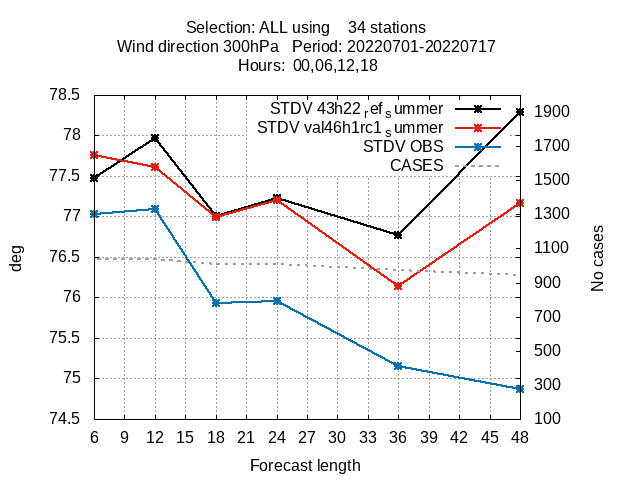 Selection: ALL using 34 stations
Wind direction 300hPa Period: 20220701-20220717
Hours: 00,06,12,18
STDV 43h22ref summer
STDV val46h1rc1summer
STDV OBS
CASES
78.5
78
77.5
77
76.5
76
75.5
75
74.5
deg
1900
1700
1500
1300
1100
900
700
500
300
100
No cases
6 9 12 15 18 21 24 27 30 33 36 39 42 45 48
Forecast length